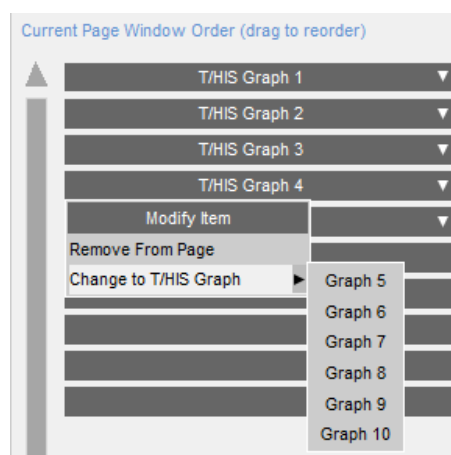 Current Page Window Order (drag to reorder)
T/HIS Graph 1
T/HIS Graph 2
T/HIS Graph 3
T/HIS Graph 4
Modify Item
Remove From Page
Change to T/HIS Graph
Graph 5
Graph 6
Graph 7
Graph 8
Graph 9
Graph 10